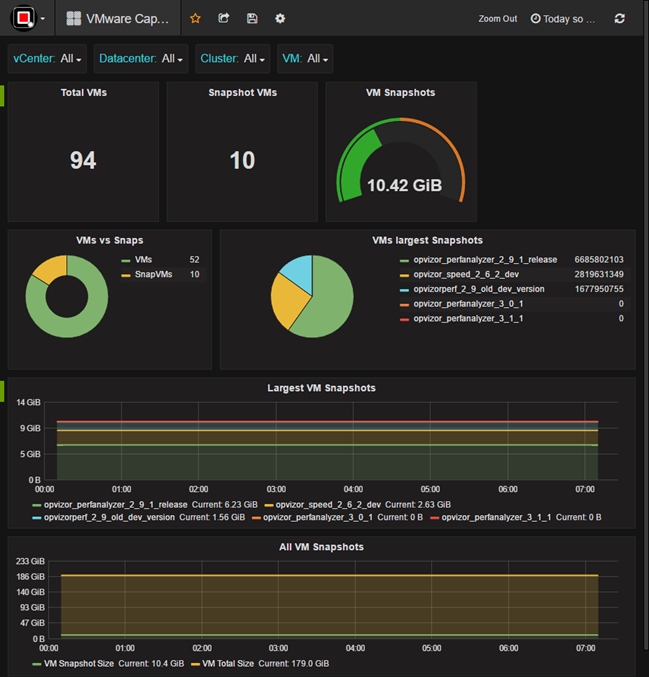 VMware Cap...
Zoom Out
Today so ...
vCenter: All
Datacenter: All
Cluster: All
VM: All
Total VMs
94
Snapshot VMs
10
VM Snapshots
10.42 GiB
VMs vs Snaps
VMs 52
SnapVMs 10
VMs largest Snapshots
opvizor_perfanalyzer_2_9_1_release 6685802103
opvizor_speed_2_6_2_dev 2819631349
opvizorperf_2_9_old_dev_version 1677950755
opvizor_perfanalyzer_3_0_1 0
opvizor_perfanalyzer_3_1_1 0
Largest VM Snapshots
14 GiB
9 GiB
5 GiB
0 B
00:00 01:00 02:00 03:00 04:00 05:00 06:00 07:00
opvizor_perfanalyzer_2_9_1_release Current: 6.23 GiB opvizor_speed_2_6_2_dev Current: 2.63 GiB
opvizorperf_2_9_old_dev_version Current: 1.56 GiB opvizor_perfanalyzer_3_0_1 Current: 0 B opvizor_perfanalyzer_3_1_1 Current: 0 B
All VM Snapshots
233 GiB
186 GiB
140 GiB
93 GiB
47 GiB
0 B
00:00 01:00 02:00 03:00 04:00 05:00 06:00 07:00
VM Snapshot Size Current: 10.4 GiB VM Total Size Current: 179.0 GiB